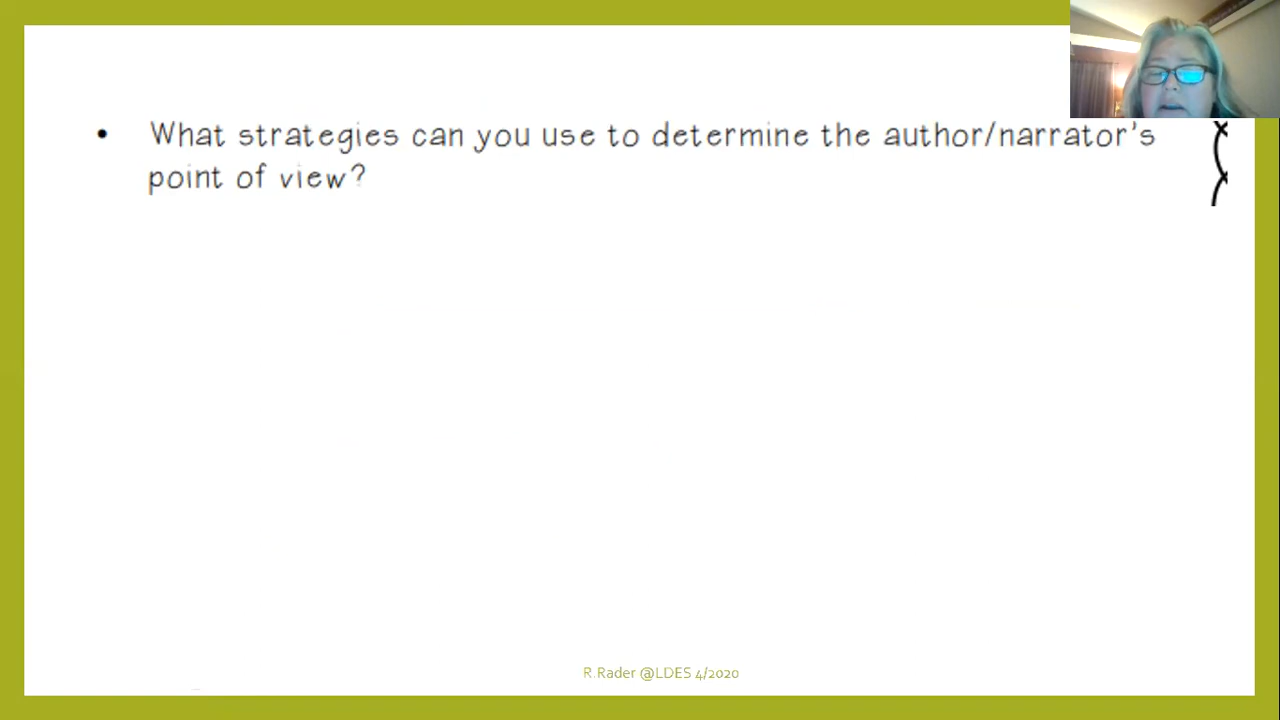 • What strategies can you use to determine the author/narrator's
point of view?
R.Rader @LDES 4/2020